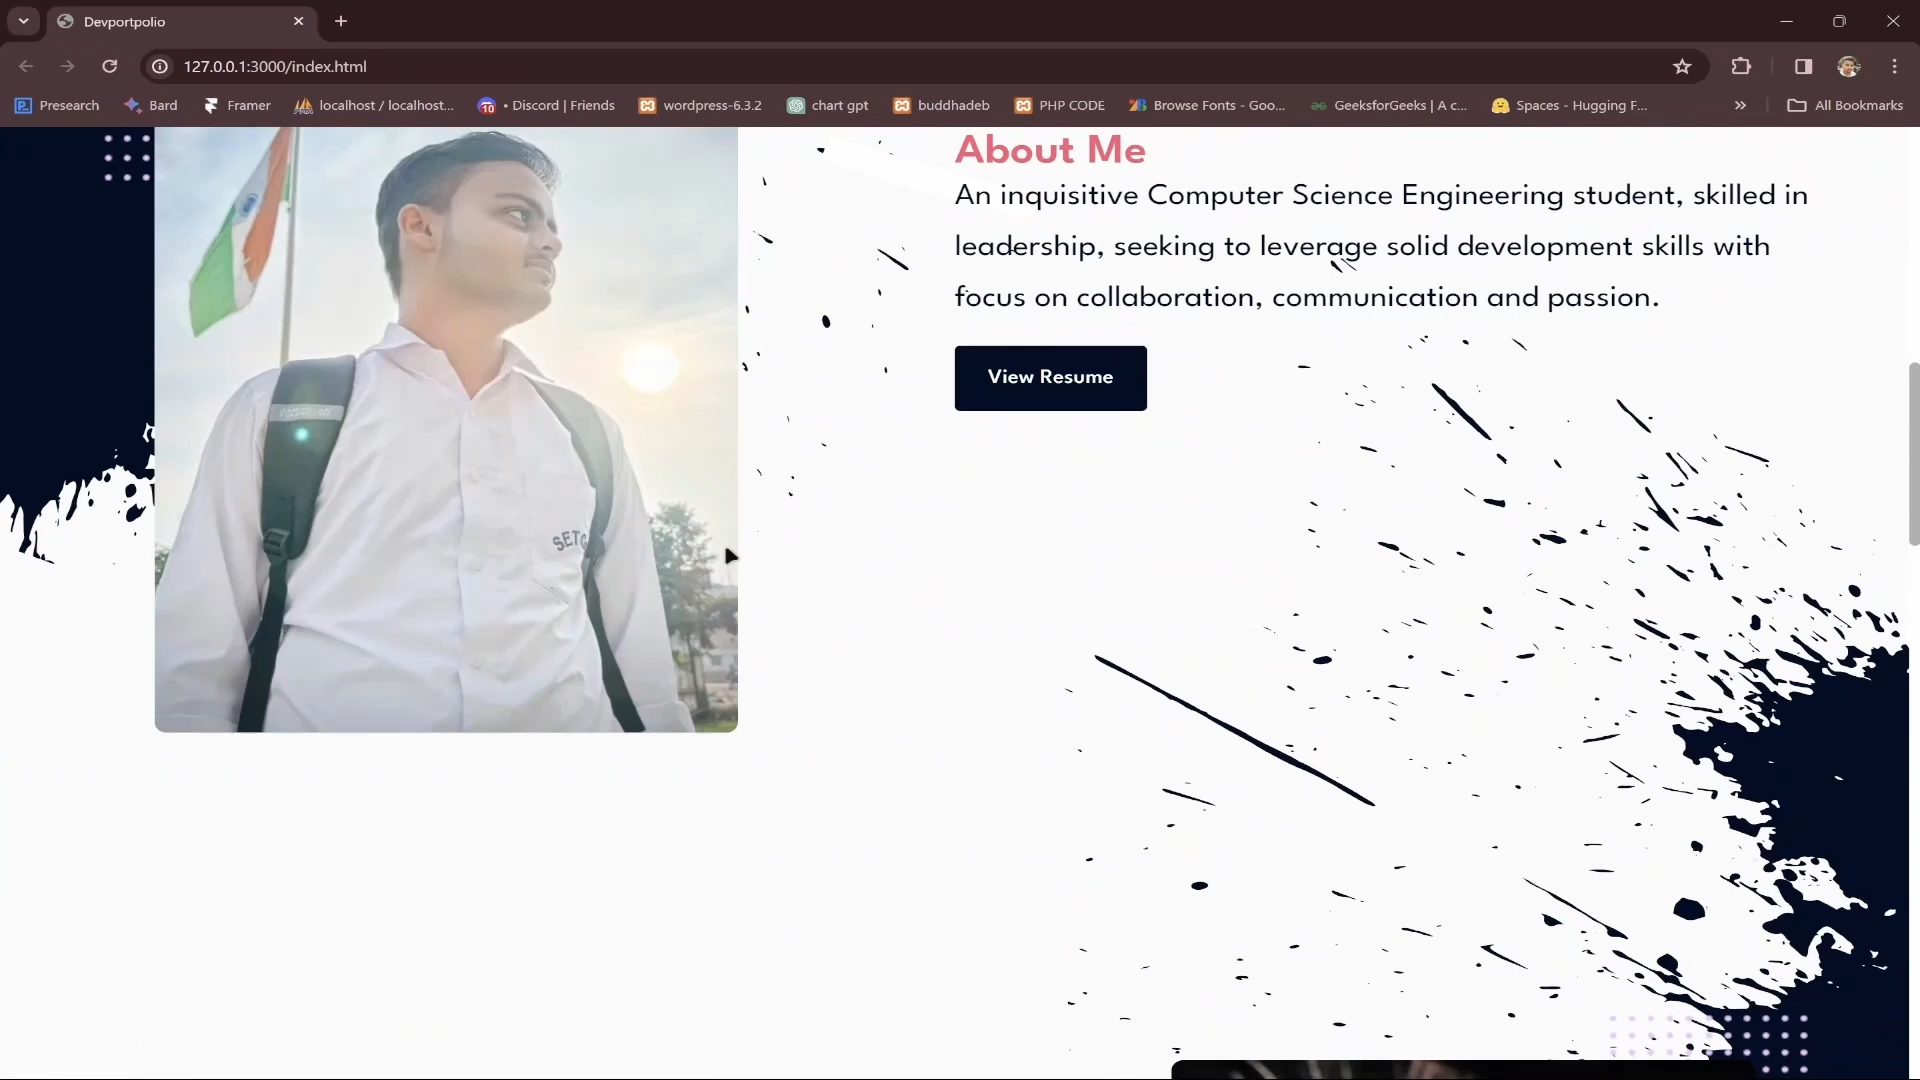 Devportpolio
127.0.0.1:3000/index.html
Presearch
Bard
Framer
localhost / localhost...
• Discord | Friends
wordpress-6.3.2
chart gpt
buddhadeb
PHP CODE
Browse Fonts - Goo...
GeeksforGeeks | A c...
Spaces - Hugging F...
»
All Bookmarks
About Me
An inquisitive Computer Science Engineering student, skilled in
leadership, seeking to leverage solid development skills with
focus on collaboration, communication and passion.
View Resume